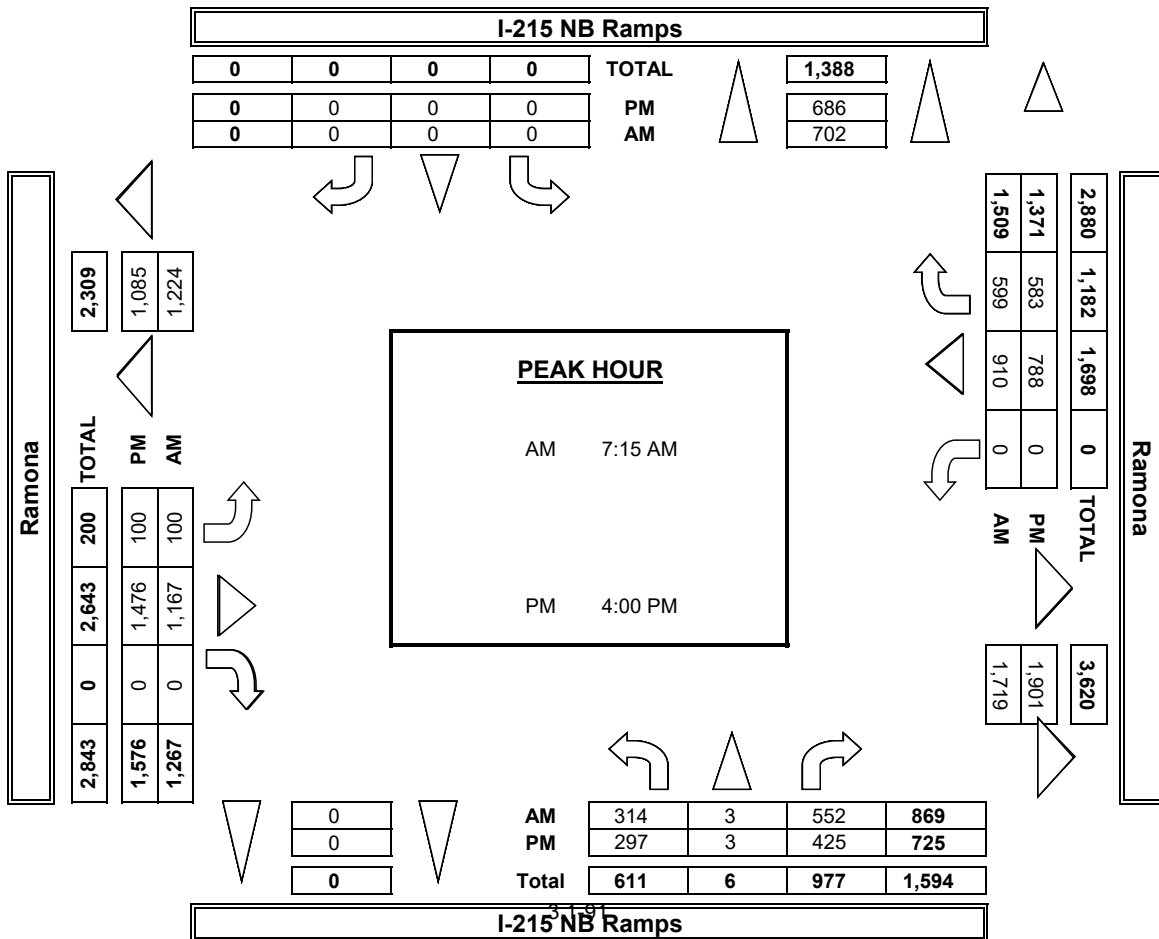 I-215 NB Ramps
0 0 0 0 TOTAL 1,388
0 0 0 0 PM 686
0 0 0 0 AM 702
Ramona
2,309
1,085
1,224
TOTAL
PM
AM
200 2,643 0 2,843
100 1,476 0 1,576
100 1,167 0 1,267
PEAK HOUR
AM 7:15 AM
PM 4:00 PM
2,880 1,182 1,698 0 TOTAL
1,371 583 788 0 PM
1,509 599 910 0 AM
3,620
1,901
1,719
Ramona
0 AM 314 3 552 869
0 PM 297 3 425 725
0 Total 611 6 977 1,594
3-1-91
I-215 NB Ramps